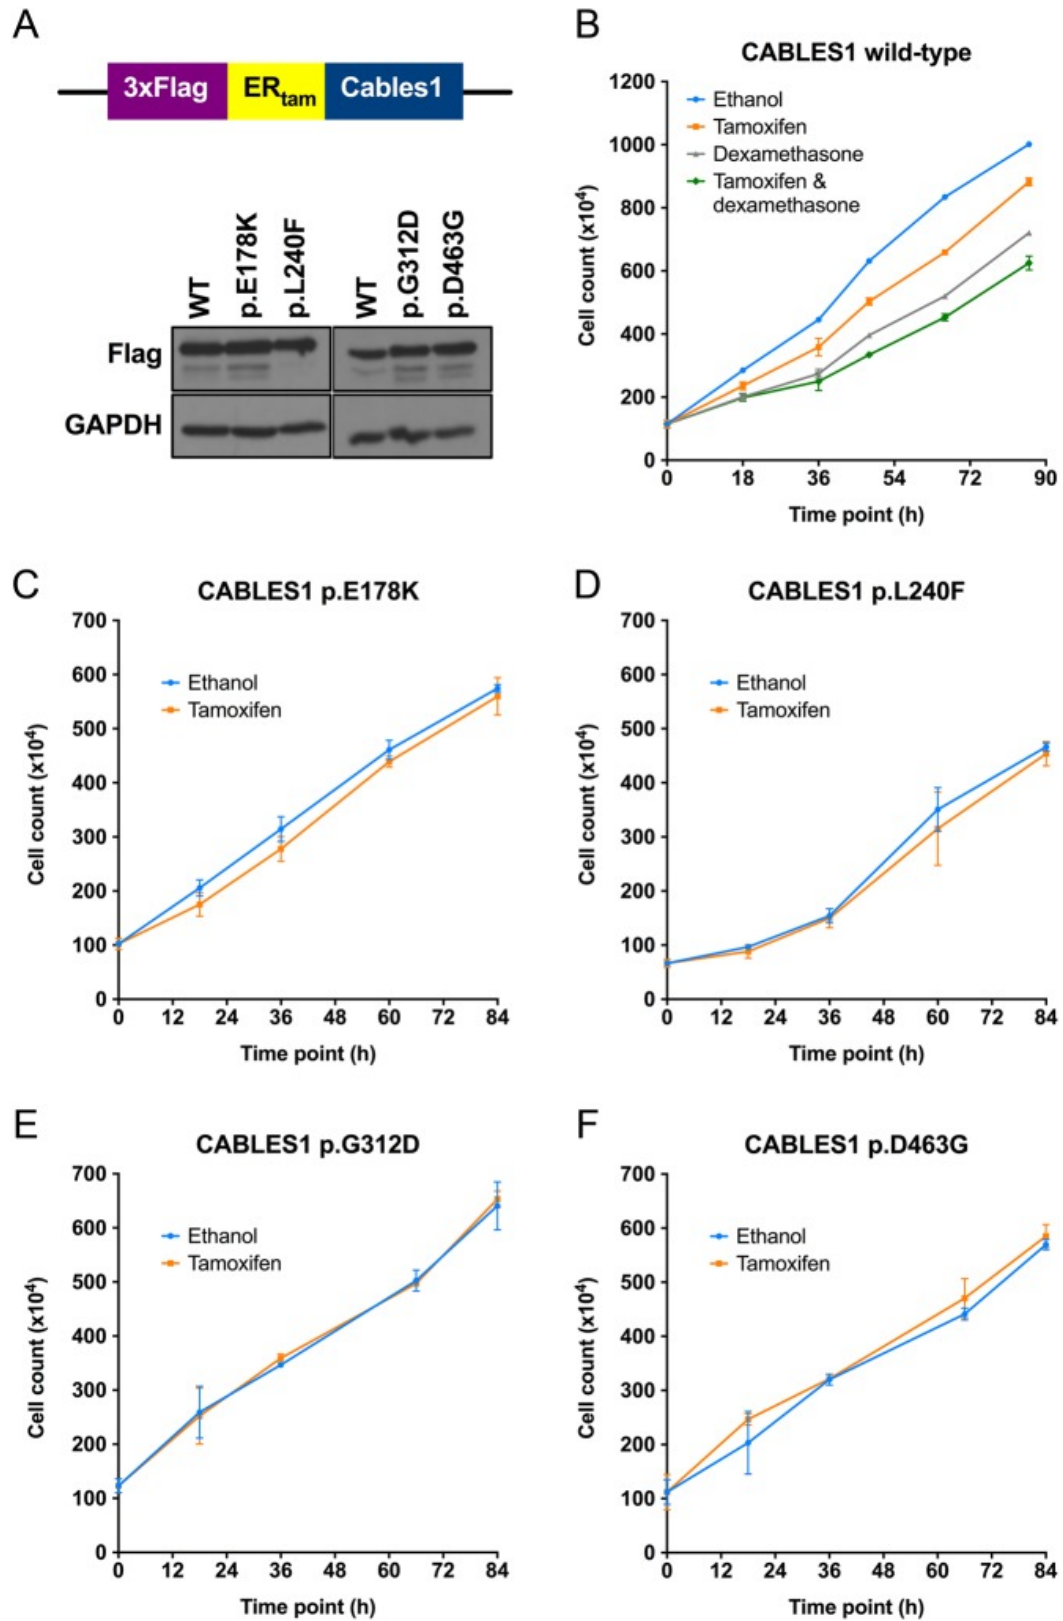 A
3xFlag ERtam Cables1
WT p.E178K p.L240F WT p.G312D p.D463G
Flag
GAPDH
B
CABLES1 wild-type
Ethanol
Tamoxifen
Dexamethasone
Tamoxifen &
dexamethasone
Cell count (x10⁴)
1200
1000
800
600
400
200
0
0 18 36 54 72 90
Time point (h)
C
CABLES1 p.E178K
Ethanol
Tamoxifen
Cell count (x10⁴)
700
600
500
400
300
200
100
0
0 12 24 36 48 60 72 84
Time point (h)
D
CABLES1 p.L240F
Ethanol
Tamoxifen
Cell count (x10⁴)
700
600
500
400
300
200
100
0
0 12 24 36 48 60 72 84
Time point (h)
E
CABLES1 p.G312D
Ethanol
Tamoxifen
Cell count (x10⁴)
700
600
500
400
300
200
100
0
0 12 24 36 48 60 72 84
Time point (h)
F
CABLES1 p.D463G
Ethanol
Tamoxifen
Cell count (x10⁴)
700
600
500
400
300
200
100
0
0 12 24 36 48 60 72 84
Time point (h)